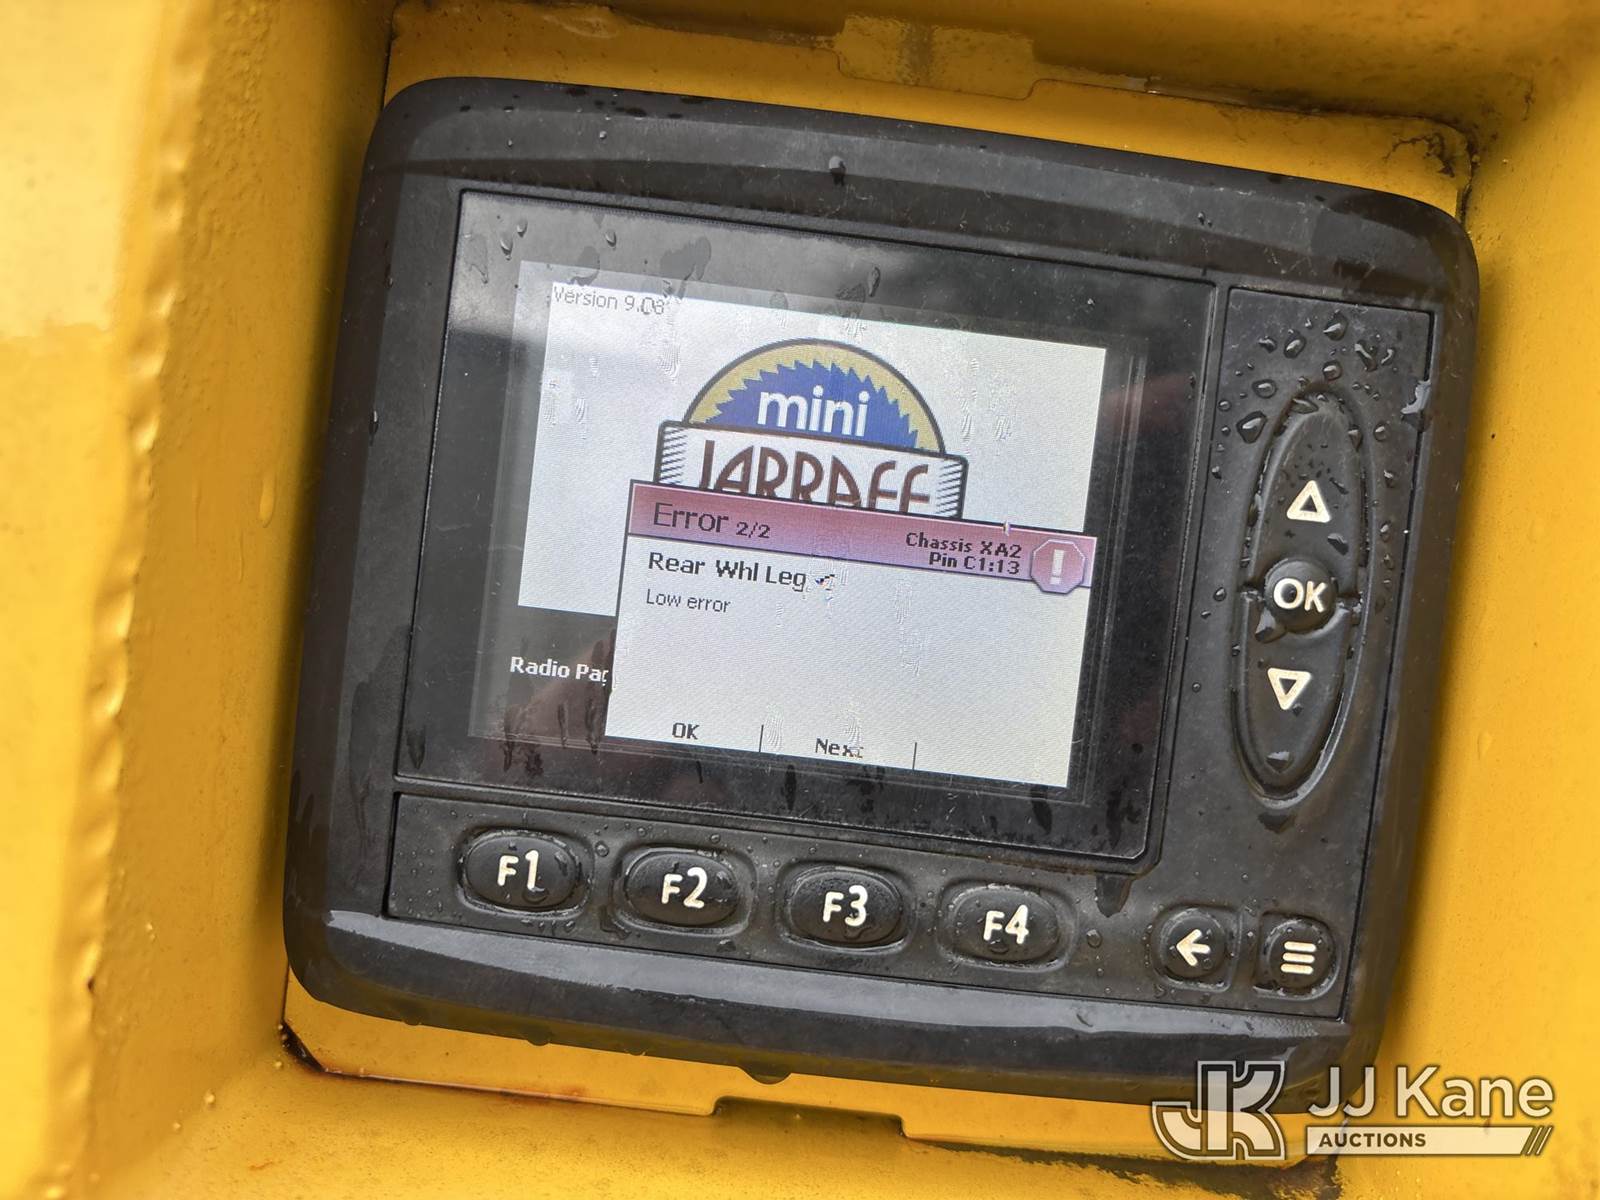 Version 9.08
mini
JARRAFF
Error 2/2
Chassis XA2
Pin C1:13
!
Rear Whl Leg
Low error
Radio Pag
OK
Next
OK
F1
F2
F3
F4
JJ Kane
AUCTIONS